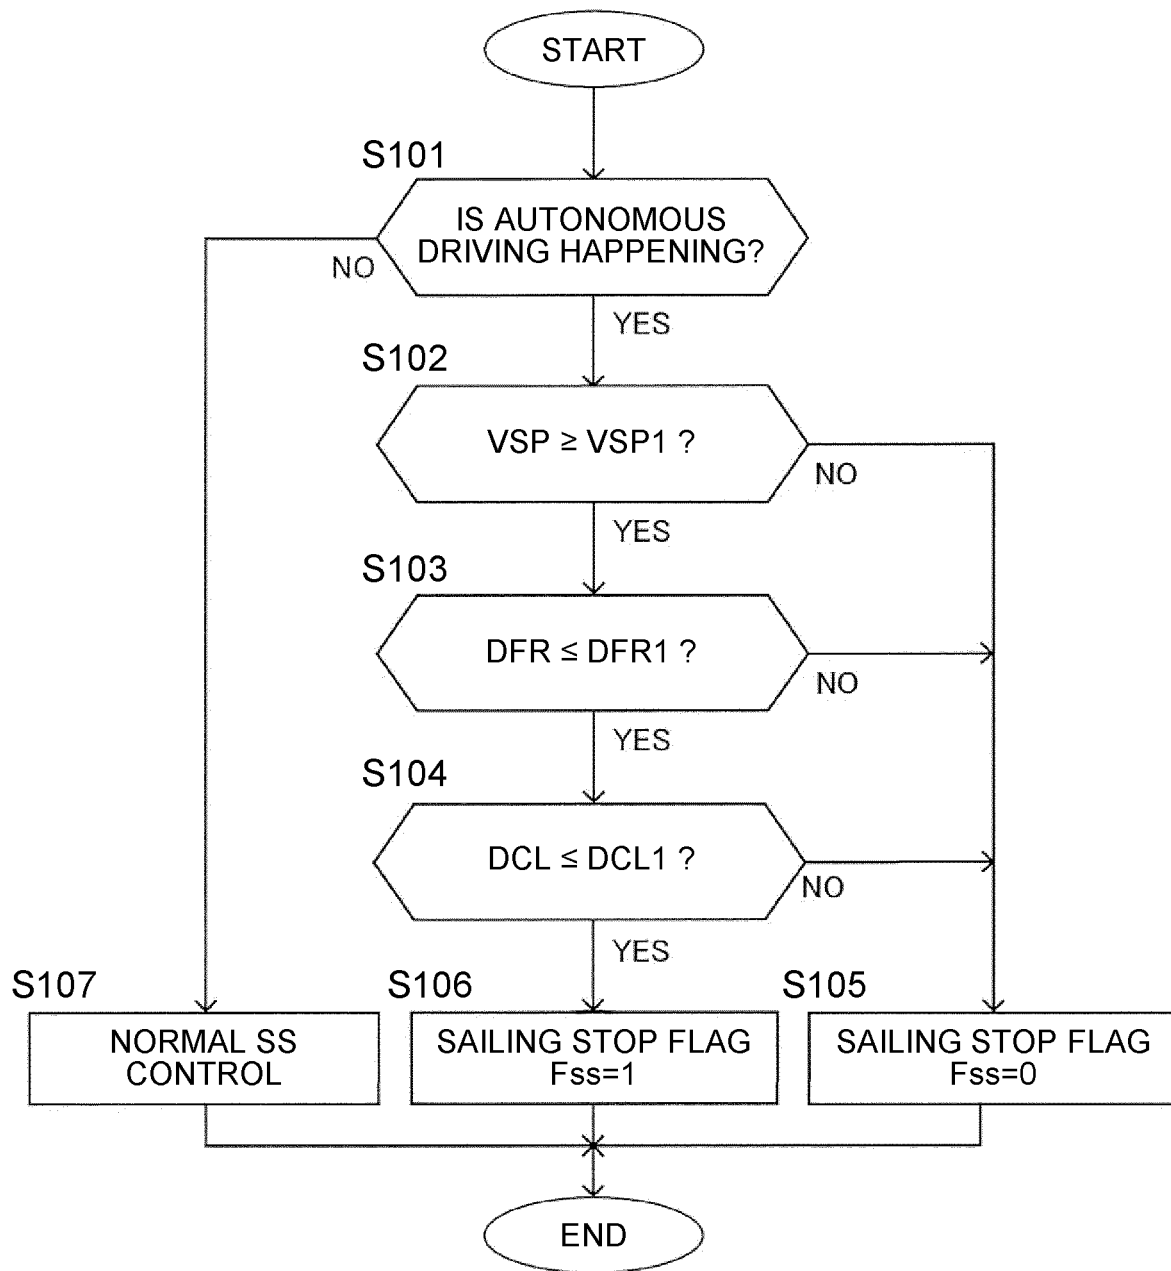 START
S101
IS AUTONOMOUS
DRIVING HAPPENING?
NO
YES
S102
VSP ≥ VSP1 ?
NO
YES
S103
DFR ≤ DFR1 ?
NO
YES
S104
DCL ≤ DCL1 ?
NO
YES
S107
NORMAL SS
CONTROL
S106
SAILING STOP FLAG
Fss=1
S105
SAILING STOP FLAG
Fss=0
END